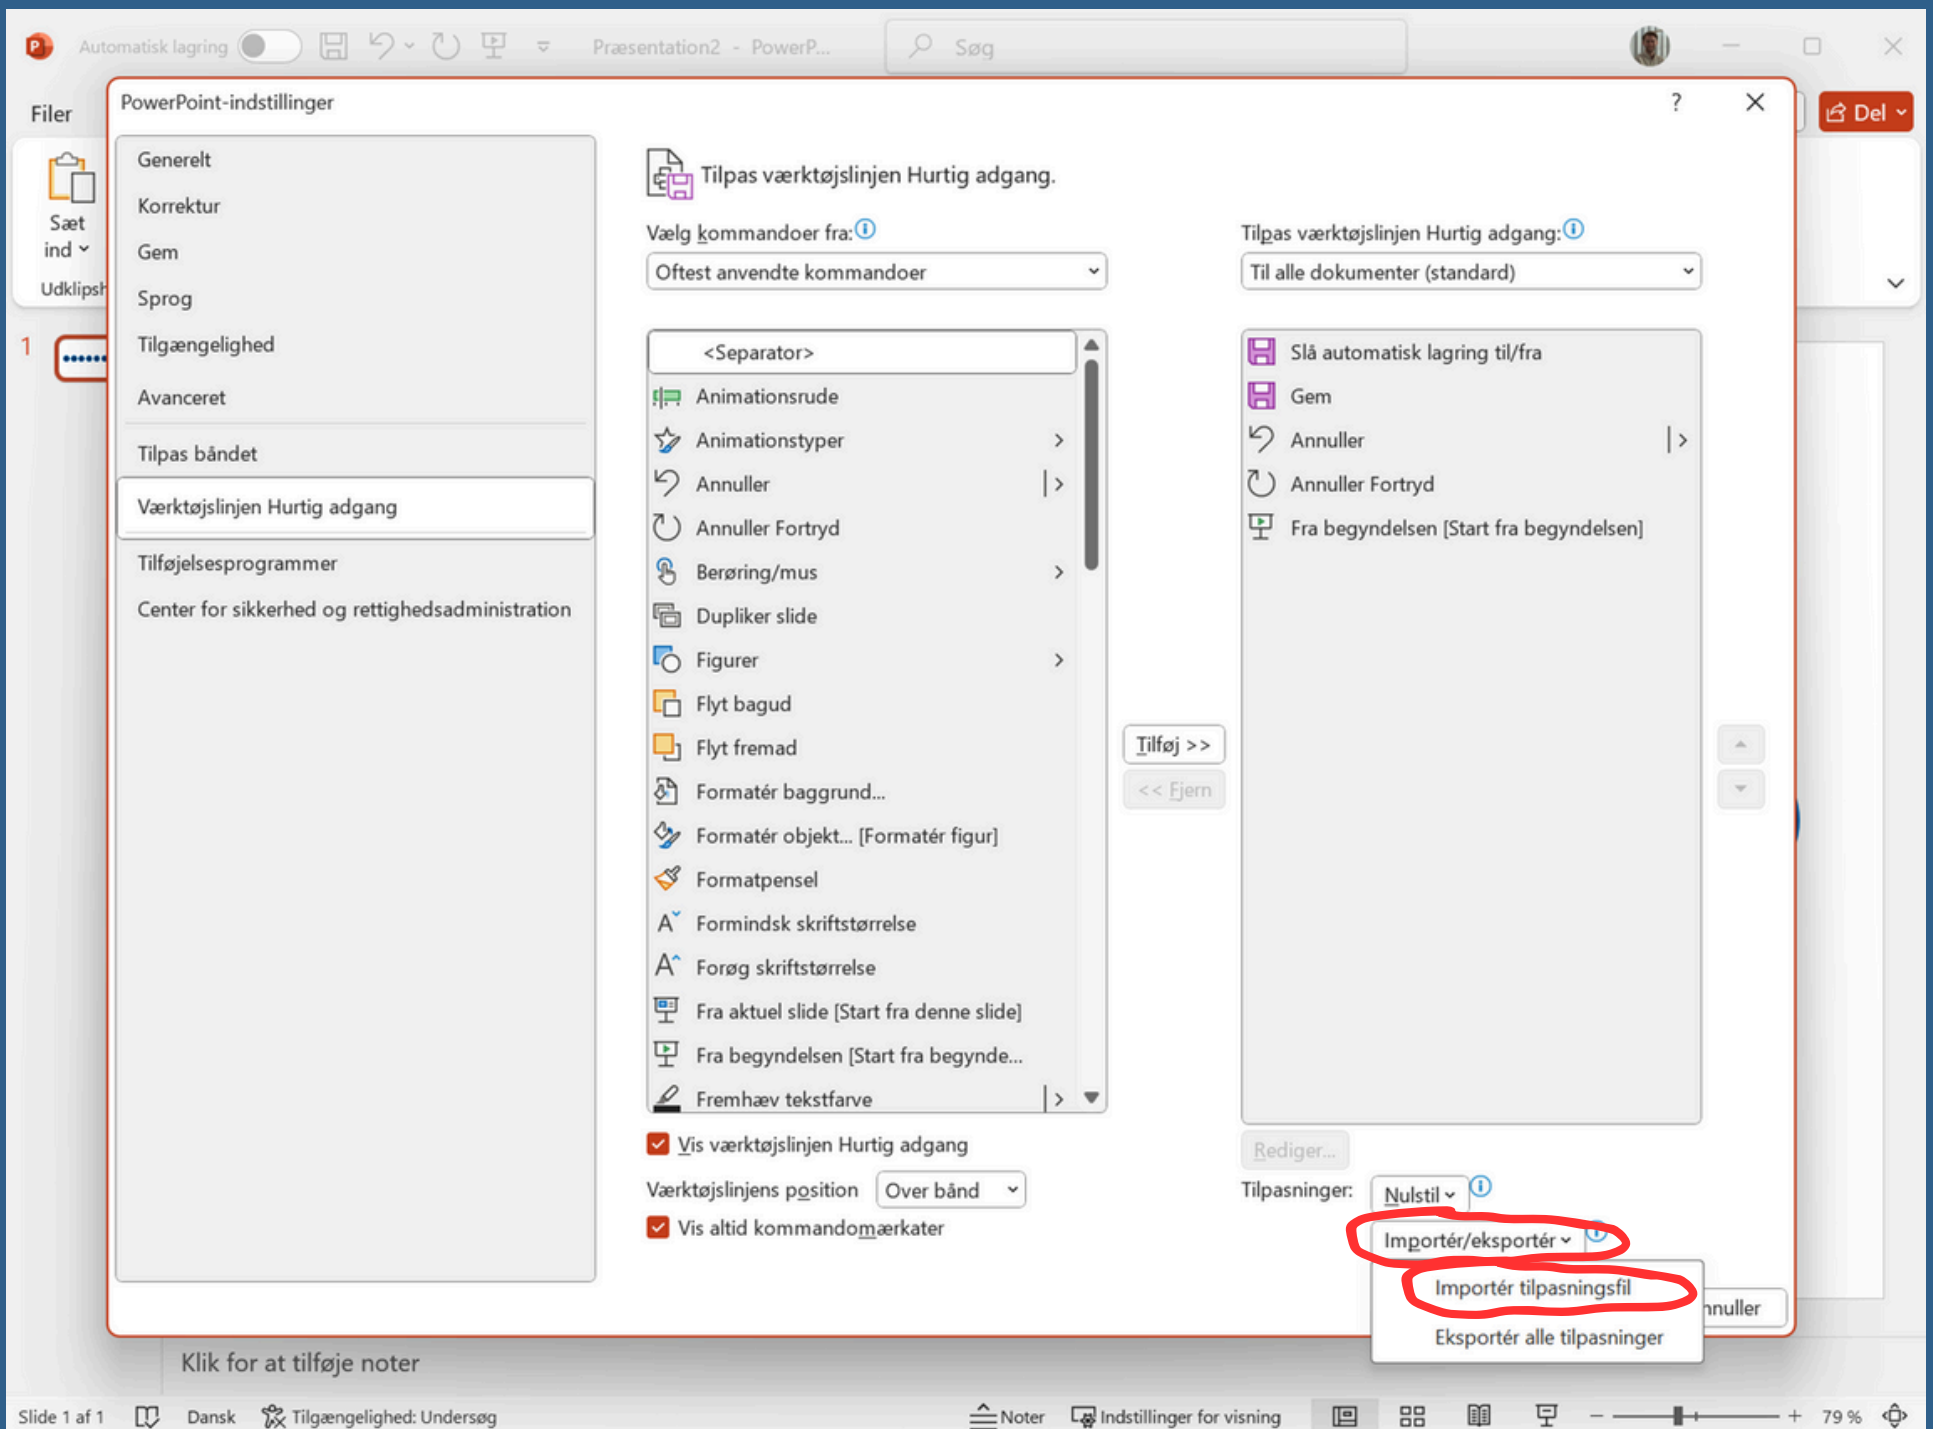 Automatisk lagring
Præsentation2 - PowerP...
Søg
PowerPoint-indstillinger
?
Filer
Del
Sæt
ind
Generelt
Korrektur
Gem
Sprog
Tilgængelighed
Avanceret
Tilpas båndet
Værktøjslinjen Hurtig adgang
Tilføjelsesprogrammer
Center for sikkerhed og rettighedsadministration
1
Tilpas værktøjslinjen Hurtig adgang.
Vælg kommandoer fra:
Oftest anvendte kommandoer
<Separator>
Animationsrude
Animationstyper
Annuller
Annuller Fortryd
Berøring/mus
Dupliker slide
Figurer
Flyt bagud
Flyt fremad
Formatér baggrund...
Formatér objekt... [Formatér figur]
Formatpensel
Formindsk skriftstørrelse
Forøg skriftstørrelse
Fra aktuel slide [Start fra denne slide]
Fra begyndelsen [Start fra begynde...
Fremhæv tekstfarve
Vis værktøjslinjen Hurtig adgang
Værktøjslinjens position Over bånd
Vis altid kommandomærkater
Tilføj >>
<< Fjern
Tilpas værktøjslinjen Hurtig adgang:
Til alle dokumenter (standard)
Slå automatisk lagring til/fra
Gem
Annuller
Annuller Fortryd
Fra begyndelsen [Start fra begyndelsen]
Rediger...
Tilpasninger: Nulstil
Importér/eksportér
Importér tilpasningsfil
Eksportér alle tilpasninger
Klik for at tilføje noter
Slide 1 af 1 Dansk Tilgængelighed: Undersøg Noter Indstillinger for visning 79 %